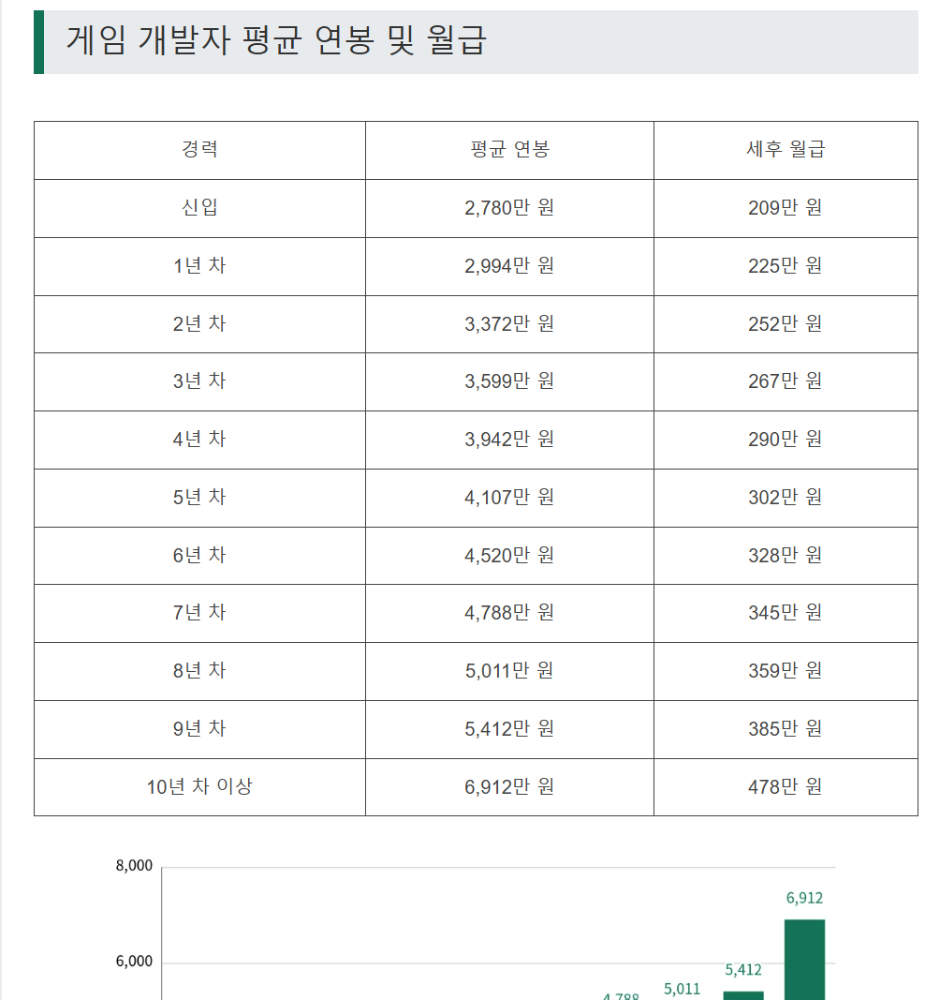 게임 개발자 평균 연봉 및 월급
경력 평균 연봉 세후 월급
신입 2,780만 원 209만 원
1년 차 2,994만 원 225만 원
2년 차 3,372만 원 252만 원
3년 차 3,599만 원 267만 원
4년 차 3,942만 원 290만 원
5년 차 4,107만 원 302만 원
6년 차 4,520만 원 328만 원
7년 차 4,788만 원 345만 원
8년 차 5,011만 원 359만 원
9년 차 5,412만 원 385만 원
10년 차 이상 6,912만 원 478만 원
8,000
6,912
6,000
5,412
5,011
4,788